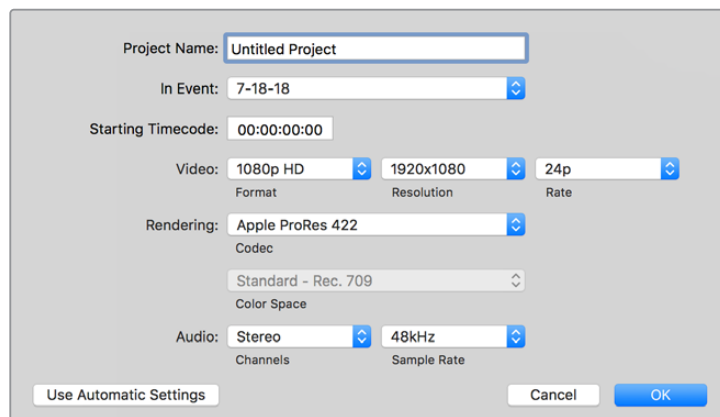 Project Name: Untitled Project
In Event: 7-18-18
Starting Timecode: 00:00:00:00
Video: 1080p HD 1920x1080 24p
Format Resolution Rate
Rendering: Apple ProRes 422
Codec
Standard - Rec. 709
Color Space
Audio: Stereo 48kHz
Channels Sample Rate
Use Automatic Settings Cancel OK